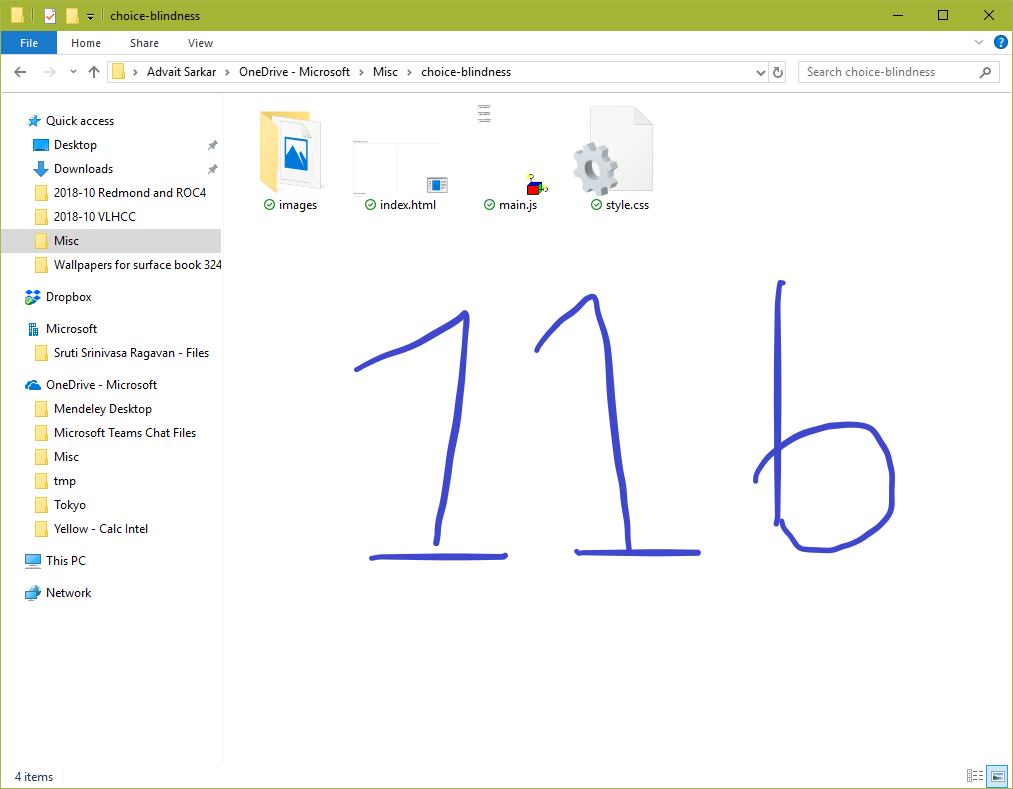 choice-blindness
File Home Share View
Advait Sarkar > OneDrive - Microsoft > Misc > choice-blindness
Search choice-blindness
Quick access
Desktop
Downloads
2018-10 Redmond and ROC4
2018-10 VLHCC
Misc
Wallpapers for surface book 324
Dropbox
Microsoft
Sruti Srinivasa Ragavan - Files
OneDrive - Microsoft
Mendeley Desktop
Microsoft Teams Chat Files
Misc
tmp
Tokyo
Yellow - Calc Intel
This PC
Network
images index.html main.js style.css
11b
4 items